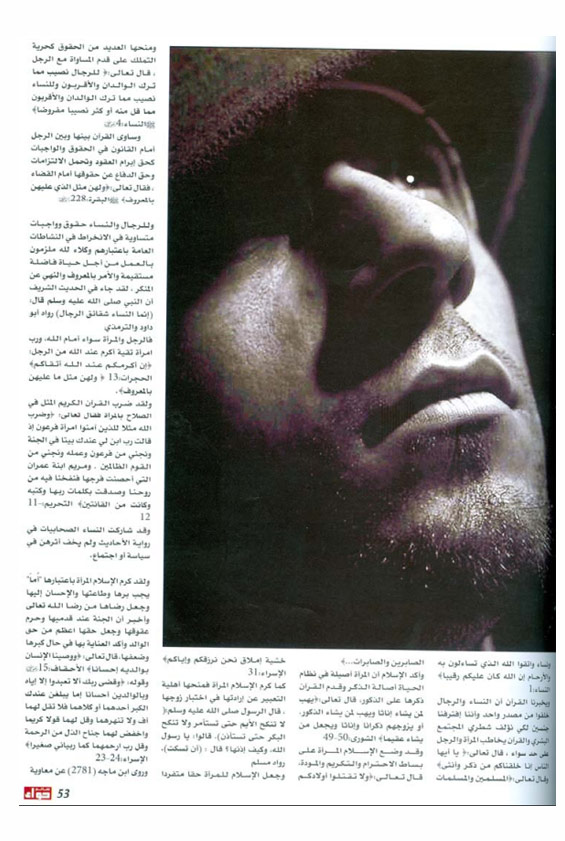 ونساء واتقوا الله الذي تساءلون به
والأرحام إن الله كان عليكم رقيبا﴾
النساء:1
ويخبرنا القرآن أن النساء والرجال
خلقوا من مصدر واحد وأننا إفترقنا
جنسين لكي نؤلف شطري المجتمع
البشري والقرآن يخاطب المرأة والرجل
على حد سواء ، قال تعالى:﴿ يا أيها
الناس إنا خلقناكم من ذكر وأنثى﴾
وقال تعالى:﴿المسلمين والمسلمات
الصابرين والصابرات...﴾
وأكد الإسلام أن المرأة أصيلة في نظام
الحياة أصالة الذكر وقدم القرآن
ذكرها على الذكور، قال تعالى:﴿يهب
لمن يشاء إناثا ويهب لمن يشاء الذكور.
أو يزوجهم ذكرانا وإناثا ويجعل من
يشاء عقيما﴾ الشورى:50-49
وقد وضع الإسلام المرأة على
بساط الاحترام والتكريم والمودة،
قال تعالى:﴿ولا تقتلوا أولادكم
خشية إملاق نحن نرزقكم وإياكم﴾
الإسراء:31
كما كرم الإسلام المرأة فمنحها أهلية
التعبير عن إرادتها في اختيار زوجها
، قال الرسول صلى الله عليه وسلم:﴿
لا تنكح الأيم حتى تستأمر ولا تنكح
البكر حتى تستأذن﴾. قالوا: يا رسول
الله، وكيف إذنها؟ قال : (أن تسكت)،
رواه مسلم
وجعل الإسلام للمرأة حقا متفردا
ومنحها العديد من الحقوق كحرية
التملك على قدم المساواة مع الرجل
، قال تعالى:﴿ للرجال نصيب مما
ترك الوالدان والأقربون وللنساء
نصيب مما ترك الوالدان والأقربون
مما قل منه أو كثر نصيبا مفروضا﴾
النساء:4
وساوى القرآن بينها وبين الرجل
أمام القانون في الحقوق والواجبات
كحق إبرام العقود وتحمل الالتزامات
وحق الدفاع عن حقوقها أمام القضاء
، فقال تعالى:﴿ولهن مثل الذي عليهن
بالمعروف﴾ البقرة:228
وللرجال والنساء حقوق وواجبات
متساوية في الانخراط في النشاطات
العامة باعتبارهم وكلاء لله ملزمون
بالعمل من أجل حياة فاضلة
مستقيمة والأمر بالمعروف والنهي عن
المنكر ، لقد جاء في الحديث الشريف
أن النبي صلى الله عليه وسلم قال:
(إنما النساء شقائق الرجال) رواه أبو
داود والترمذي
فالرجل والمرأة سواء أمام الله، ورب
امرأة تقية أكرم عند الله من الرجل:
﴿إن أكرمكم عند الله أتقاكم﴾
الحجرات:13 ﴿ ولهن مثل ما عليهن
بالمعروف﴾.
ولقد ضرب القرآن الكريم المثل في
الصلاح بالمرأة فقال تعالى: ﴿وضرب
الله مثلا للذين آمنوا امرأة فرعون إذ
قالت رب ابن لي عندك بيتا في الجنة
ونجني من فرعون وعمله ونجني من
القوم الظالمين . ومريم ابنة عمران
التي أحصنت فرجها فنفخنا فيه من
روحنا وصدقت بكلمات ربها وكتبه
وكانت من القانتين﴾ التحريم:-11
12
وقد شاركت النساء الصحابيات في
رواية الأحاديث ولم يخف أثرهن في
سياسة أو اجتماع.
ولقد كرم الإسلام المرأة باعتبارها "أما"
يجب برها وطاعتها والإحسان إليها
وجعل رضاها من رضا الله تعالى
وأخبر أن الجنة عند قدميها وحرم
عقوقها وجعل حقها أعظم من حق
الوالد وأكد العناية بها في حال كبرها
وضعفها، قال تعالى: ﴿ووصينا الإنسان
بوالديه إحسانا﴾ الأحقاف:15
وقوله: ﴿وقضى ربك ألا تعبدوا إلا إياه
وبالوالدين إحسانا إما يبلغن عندك
الكبر أحدهما أو كلاهما فلا تقل لهما
أف ولا تنهرهما وقل لهما قولا كريما
واخفض لهما جناح الذل من الرحمة
وقل رب ارحمهما كما ربياني صغيرا﴾
الإسراء:24-23
وروى ابن ماجه (2781) عن معاوية
حواء 53